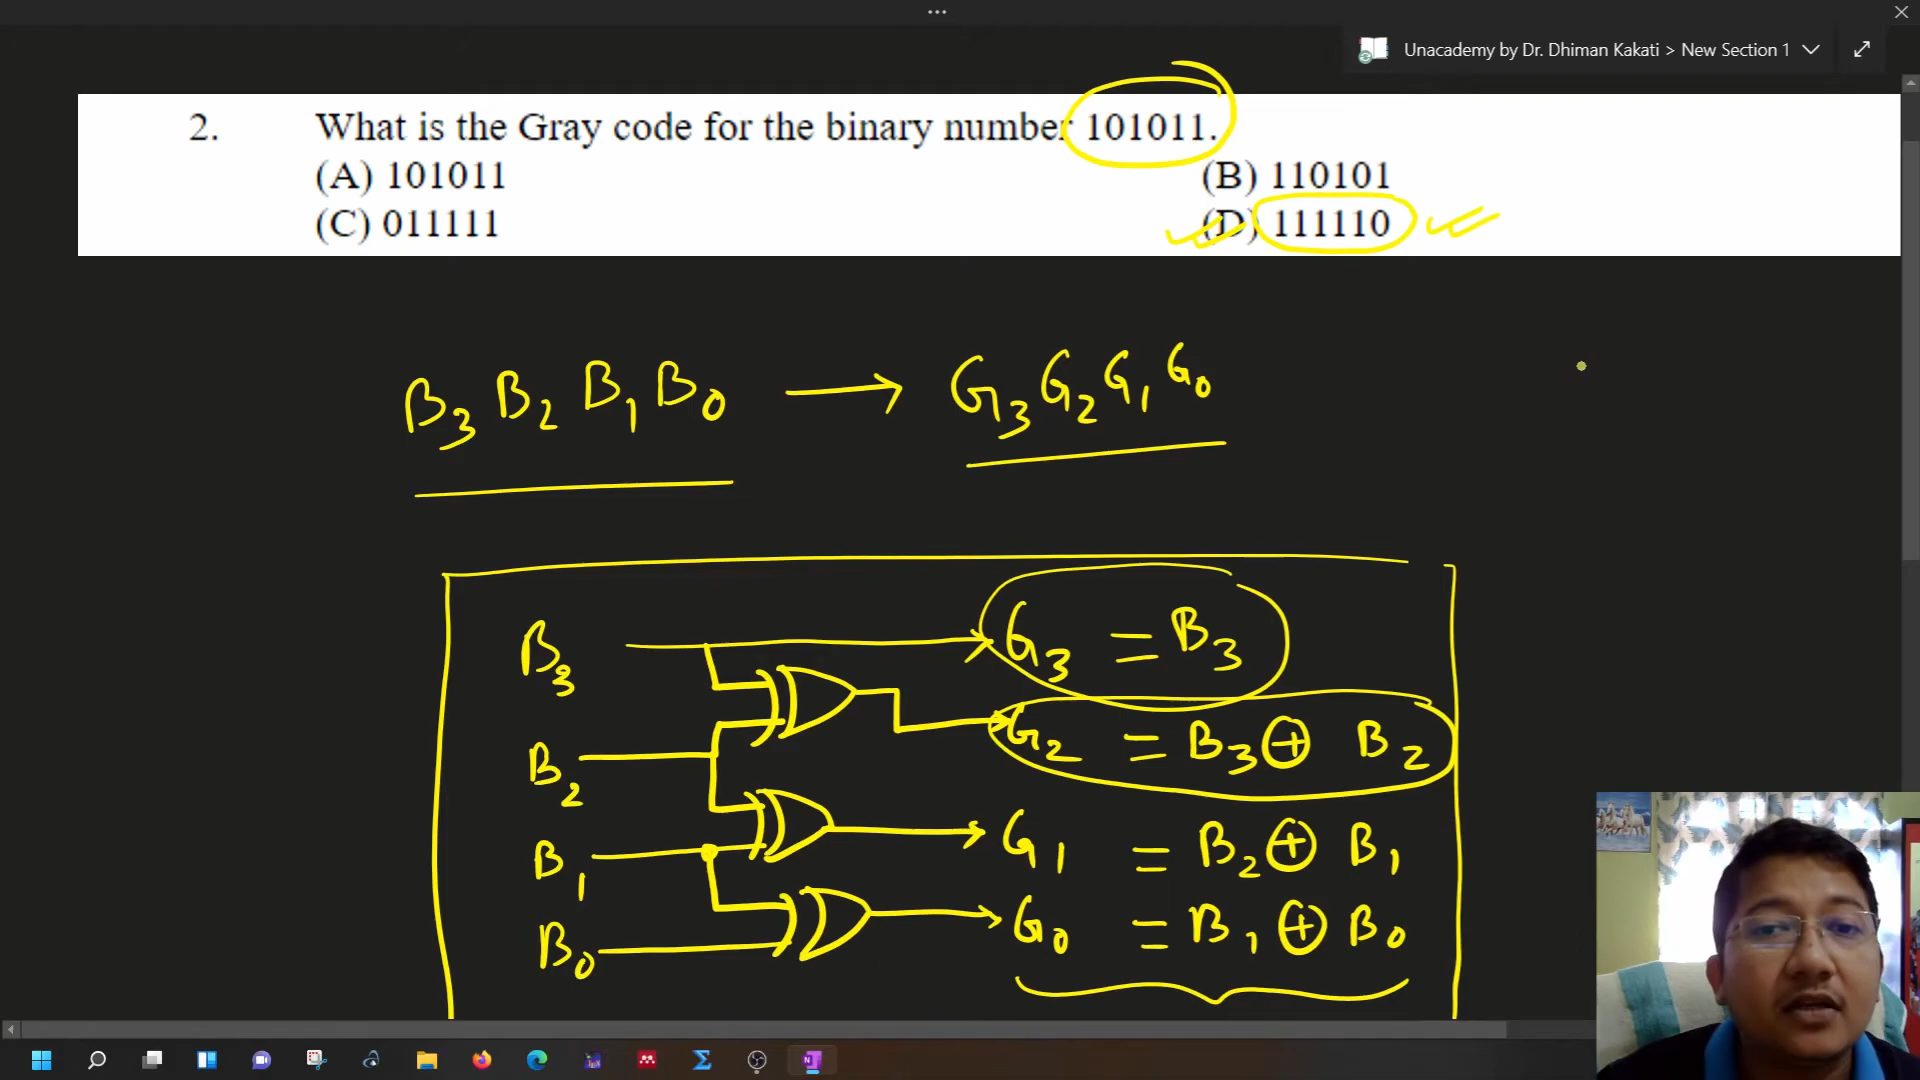 Unacademy by Dr. Dhiman Kakati > New Section 1
2. What is the Gray code for the binary number 101011.
(A) 101011 (B) 110101
(C) 011111 (D) 111110
B3 B2 B1 B0 → G3 G2 G1 G0
B3 G3 = B3
B2 G2 = B3 ⊕ B2
B1 G1 = B2 ⊕ B1
B0 G0 = B1 ⊕ B0